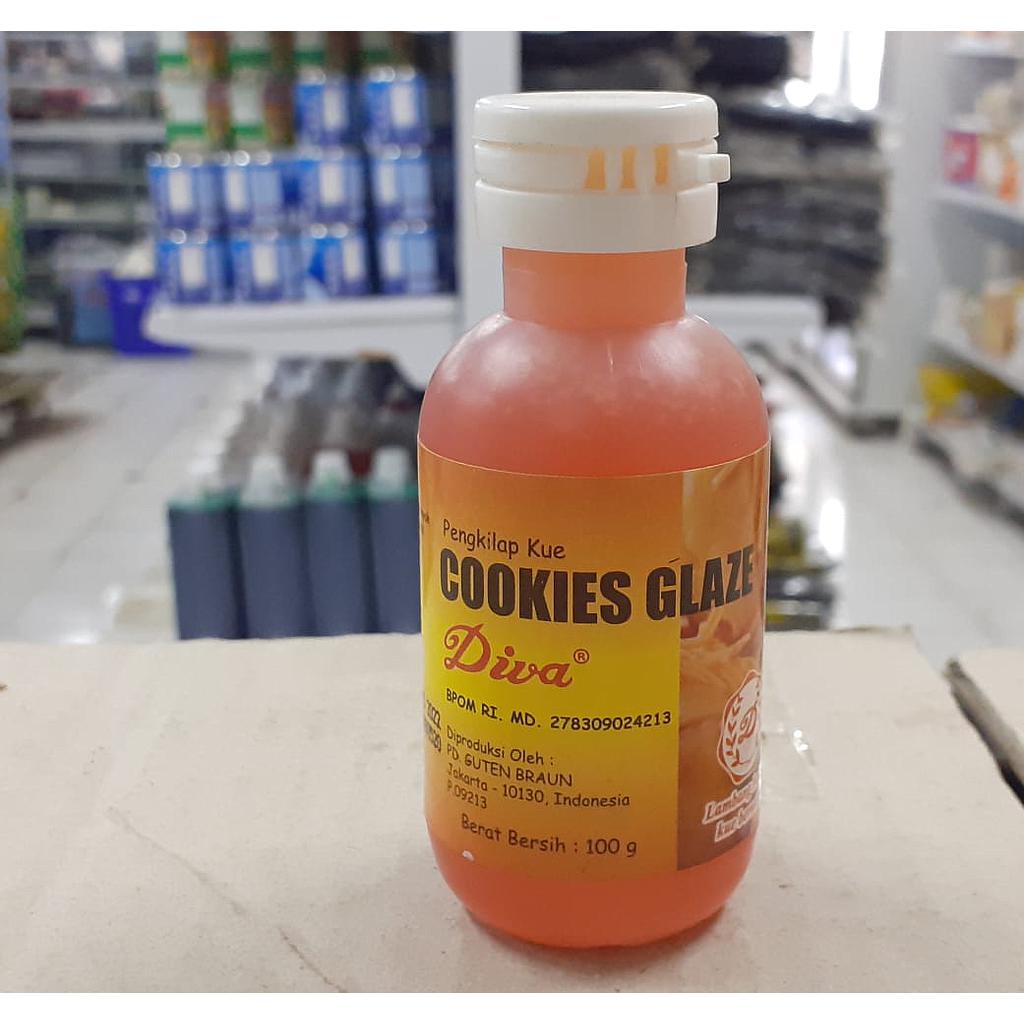 Pengkilap Kue
COOKIES GLAZE
Diva®
BPOM RI. MD. 278309024213
Diproduksi Oleh :
PD. GUTEN BRAUN
Jakarta - 10130, Indonesia
P.09213
Berat Bersih : 100 g
2022